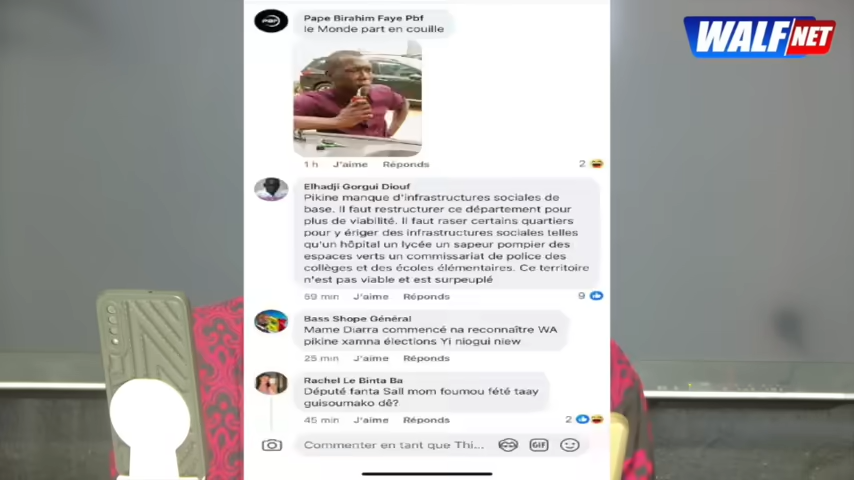 WALF
NET
PBF
Pape Birahim Faye Pbf
le Monde part en couille
1 h J'aime Réponds
2
Elhadji Gorgui Diouf
Pikine manque d'infrastructures sociales de
base. Il faut restructurer ce département pour
plus de viabilité. Il faut raser certains quartiers
pour y ériger des infrastructures sociales telles
qu'un hôpital un lycée un sapeur pompier des
espaces verts un commissariat de police des
collèges et des écoles élémentaires. Ce territoire
n'est pas viable et est surpeuplé
59 min J'aime Réponds
9
Bass Shope Général
Mame Diarra commencé na reconnaître WA
pikine xamna élections Yi niogui niew
25 min J'aime Réponds
Rachel Le Binta Ba
Député fanta Sall mom foumou fété taay
guisoumako dê?
45 min J'aime Réponds
2
Commenter en tant que Thi...
GIF